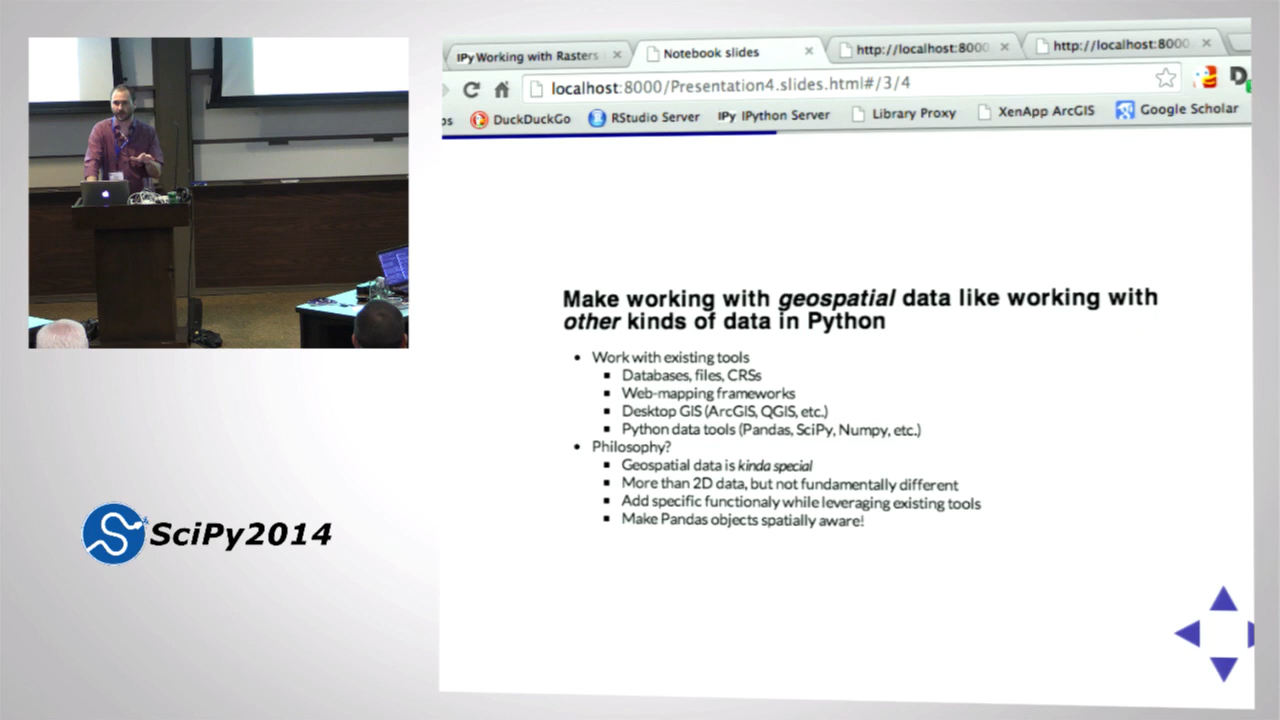 IPy Working with Rasters
Notebook slides
http://localhost:8000
http://localhost:8000
localhost:8000/Presentation4.slides.html#/3/4
os
DuckDuckGo
RStudio Server
IPy IPython Server
Library Proxy
XenApp ArcGIS
Google Scholar
Make working with geospatial data like working with
other kinds of data in Python
• Work with existing tools
▪ Databases, files, CRSs
▪ Web-mapping frameworks
▪ Desktop GIS (ArcGIS, QGIS, etc.)
▪ Python data tools (Pandas, SciPy, Numpy, etc.)
• Philosophy?
▪ Geospatial data is kinda special
▪ More than 2D data, but not fundamentally different
▪ Add specific functionaly while leveraging existing tools
▪ Make Pandas objects spatially aware!
SciPy2014